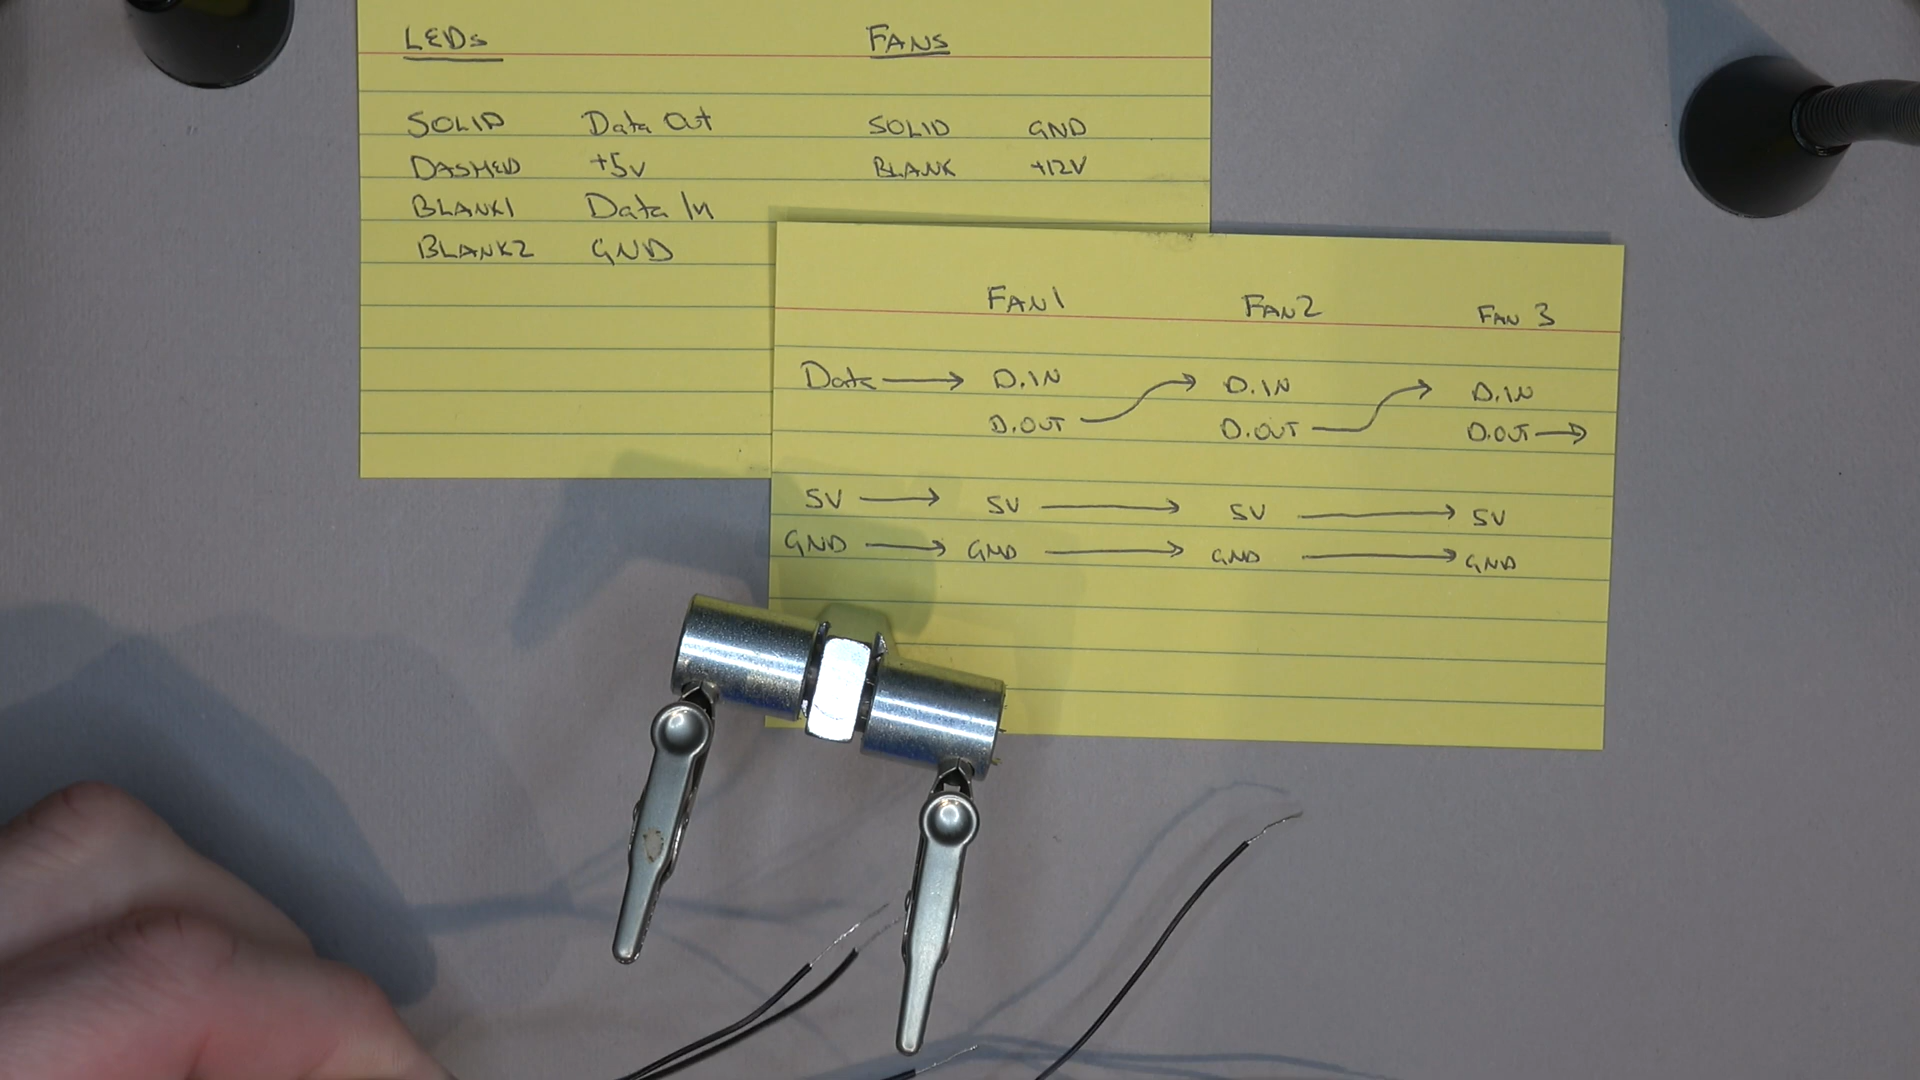 LEDs FANS
SOLID Data Out SOLID GND
DASHED +5v BLANK +12V
BLANK1 Data In
BLANK2 GND
FAN1 FAN2 FAN 3
Data → D.IN D.IN D.IN
D.OUT → D.OUT → D.OUT →
5V → 5V → 5V → 5V
GND → GND → GND → GND